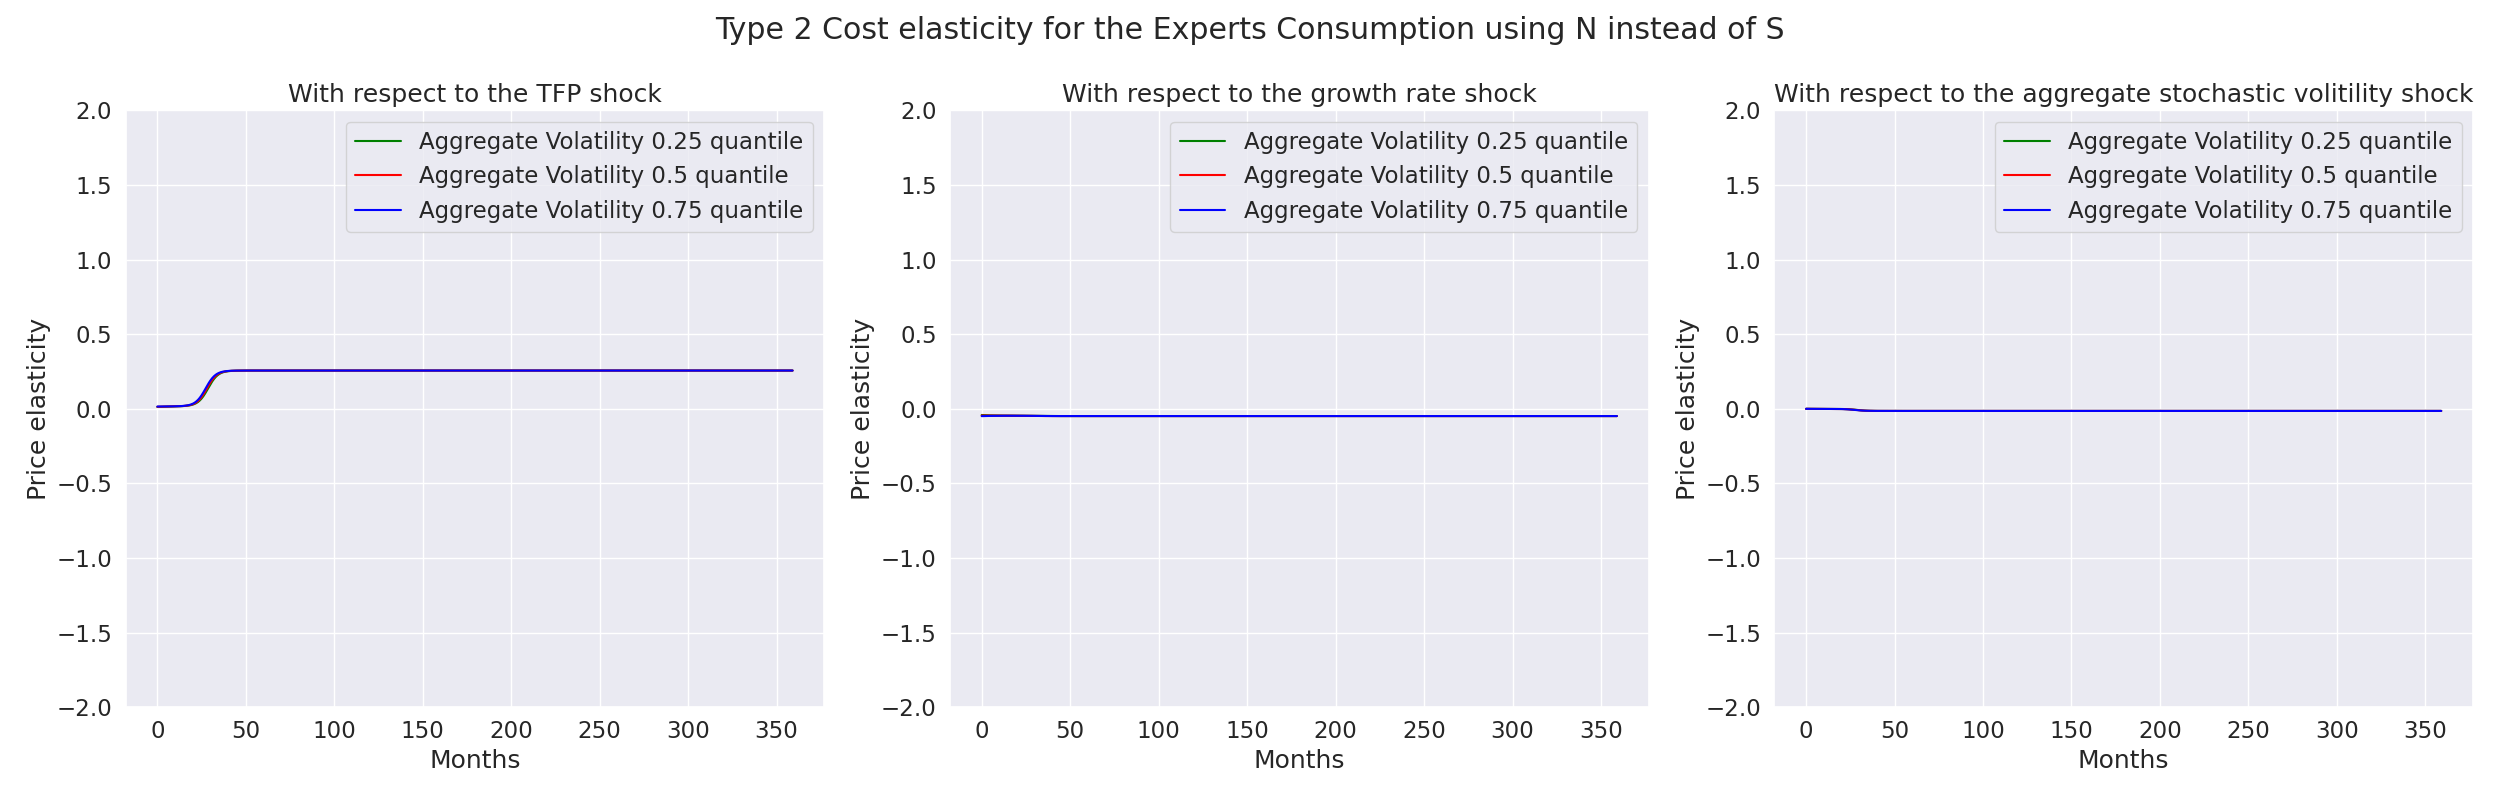 Type 2 Cost elasticity for the Experts Consumption using N instead of S
With respect to the TFP shock
2.0
1.5
1.0
0.5
0.0
−0.5
−1.0
−1.5
−2.0
Price elasticity
Aggregate Volatility 0.25 quantile
Aggregate Volatility 0.5 quantile
Aggregate Volatility 0.75 quantile
0 50 100 150 200 250 300 350
Months
With respect to the growth rate shock
2.0
1.5
1.0
0.5
0.0
−0.5
−1.0
−1.5
−2.0
Price elasticity
Aggregate Volatility 0.25 quantile
Aggregate Volatility 0.5 quantile
Aggregate Volatility 0.75 quantile
0 50 100 150 200 250 300 350
Months
With respect to the aggregate stochastic volitility shock
2.0
1.5
1.0
0.5
0.0
−0.5
−1.0
−1.5
−2.0
Price elasticity
Aggregate Volatility 0.25 quantile
Aggregate Volatility 0.5 quantile
Aggregate Volatility 0.75 quantile
0 50 100 150 200 250 300 350
Months